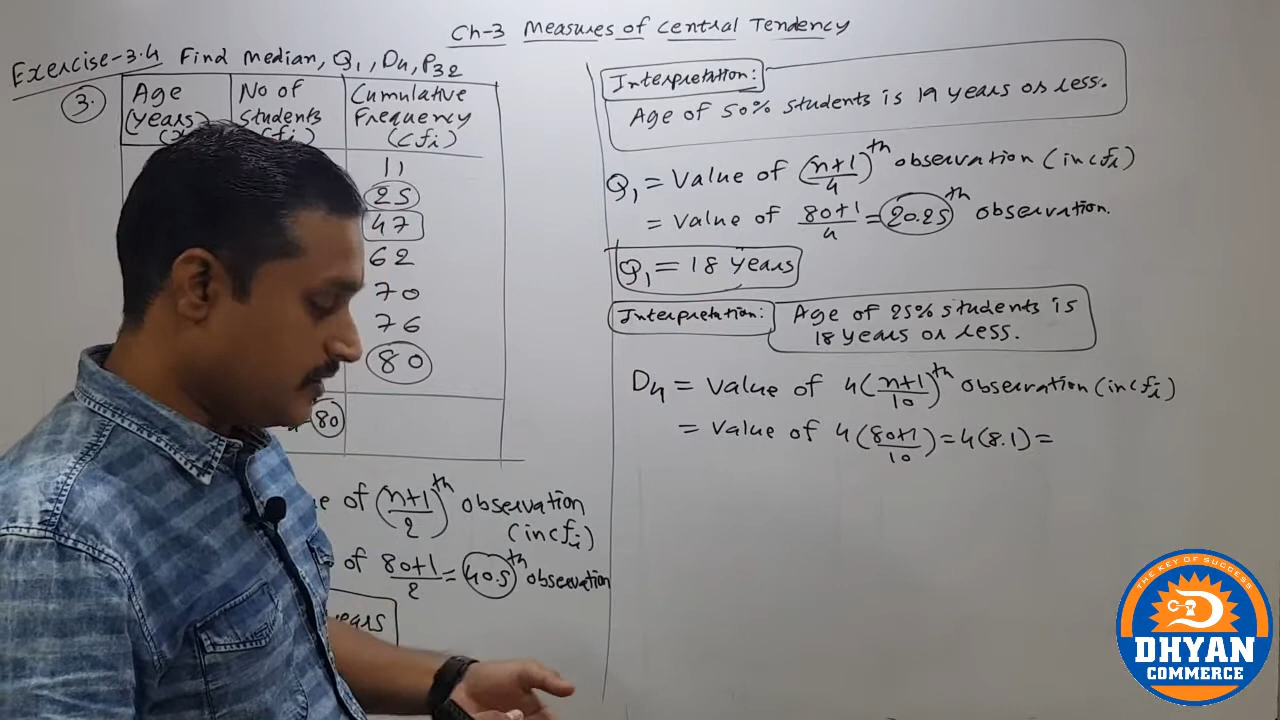 Ch-3 Measures of Central Tendency
Exercise-3.4 Find Median, Q1, D4, P32
3.
Age (years)
No of Students (fi)
Cumulative Frequency (cfi)
11
25
47
62
70
76
80
80
of (n+1/2)th observation (in cfi)
of 80+1/2 = 40.5th observation
years
Interpretation:
Age of 50% students is 19 years or less.
Q1 = Value of (n+1/4)th observation (in cfi)
= Value of 80+1/4 = 20.25th observation.
Q1 = 18 years
Interpretation: Age of 25% students is
18 years or less.
D4 = Value of 4(n+1/10)th observation (in cfi)
= Value of 4(80+1/10) = 4(8.1) =
THE KEY OF SUCCESS
DHYAN
COMMERCE